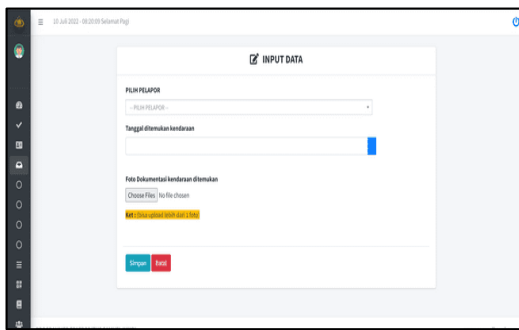 10 Juli 2022 - 08:20:09 Selamat Pagi
INPUT DATA
PILIH PELAPOR
-- PILIH PELAPOR --
Tanggal ditemukan kendaraan
Foto Dokumentasi kendaraan ditemukan
Choose Files No file chosen
Ket : (bisa upload lebih dari 1 foto)
Simpan Batal